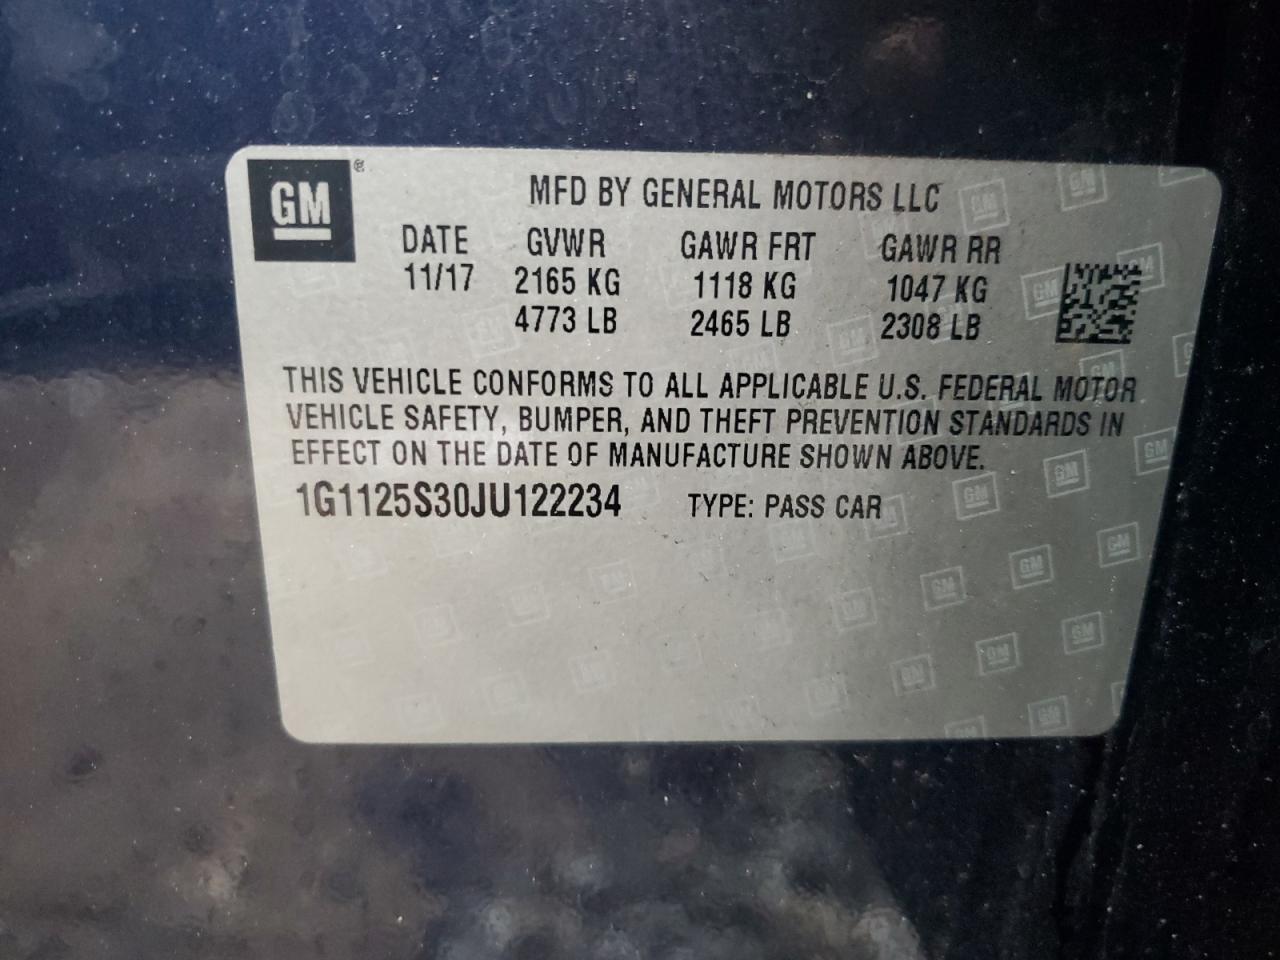 GM®
MFD BY GENERAL MOTORS LLC
DATE GVWR GAWR FRT GAWR RR
11/17 2165 KG 1118 KG 1047 KG
4773 LB 2465 LB 2308 LB
THIS VEHICLE CONFORMS TO ALL APPLICABLE U.S. FEDERAL MOTOR
VEHICLE SAFETY, BUMPER, AND THEFT PREVENTION STANDARDS IN
EFFECT ON THE DATE OF MANUFACTURE SHOWN ABOVE.
1G1125S30JU122234 TYPE: PASS CAR